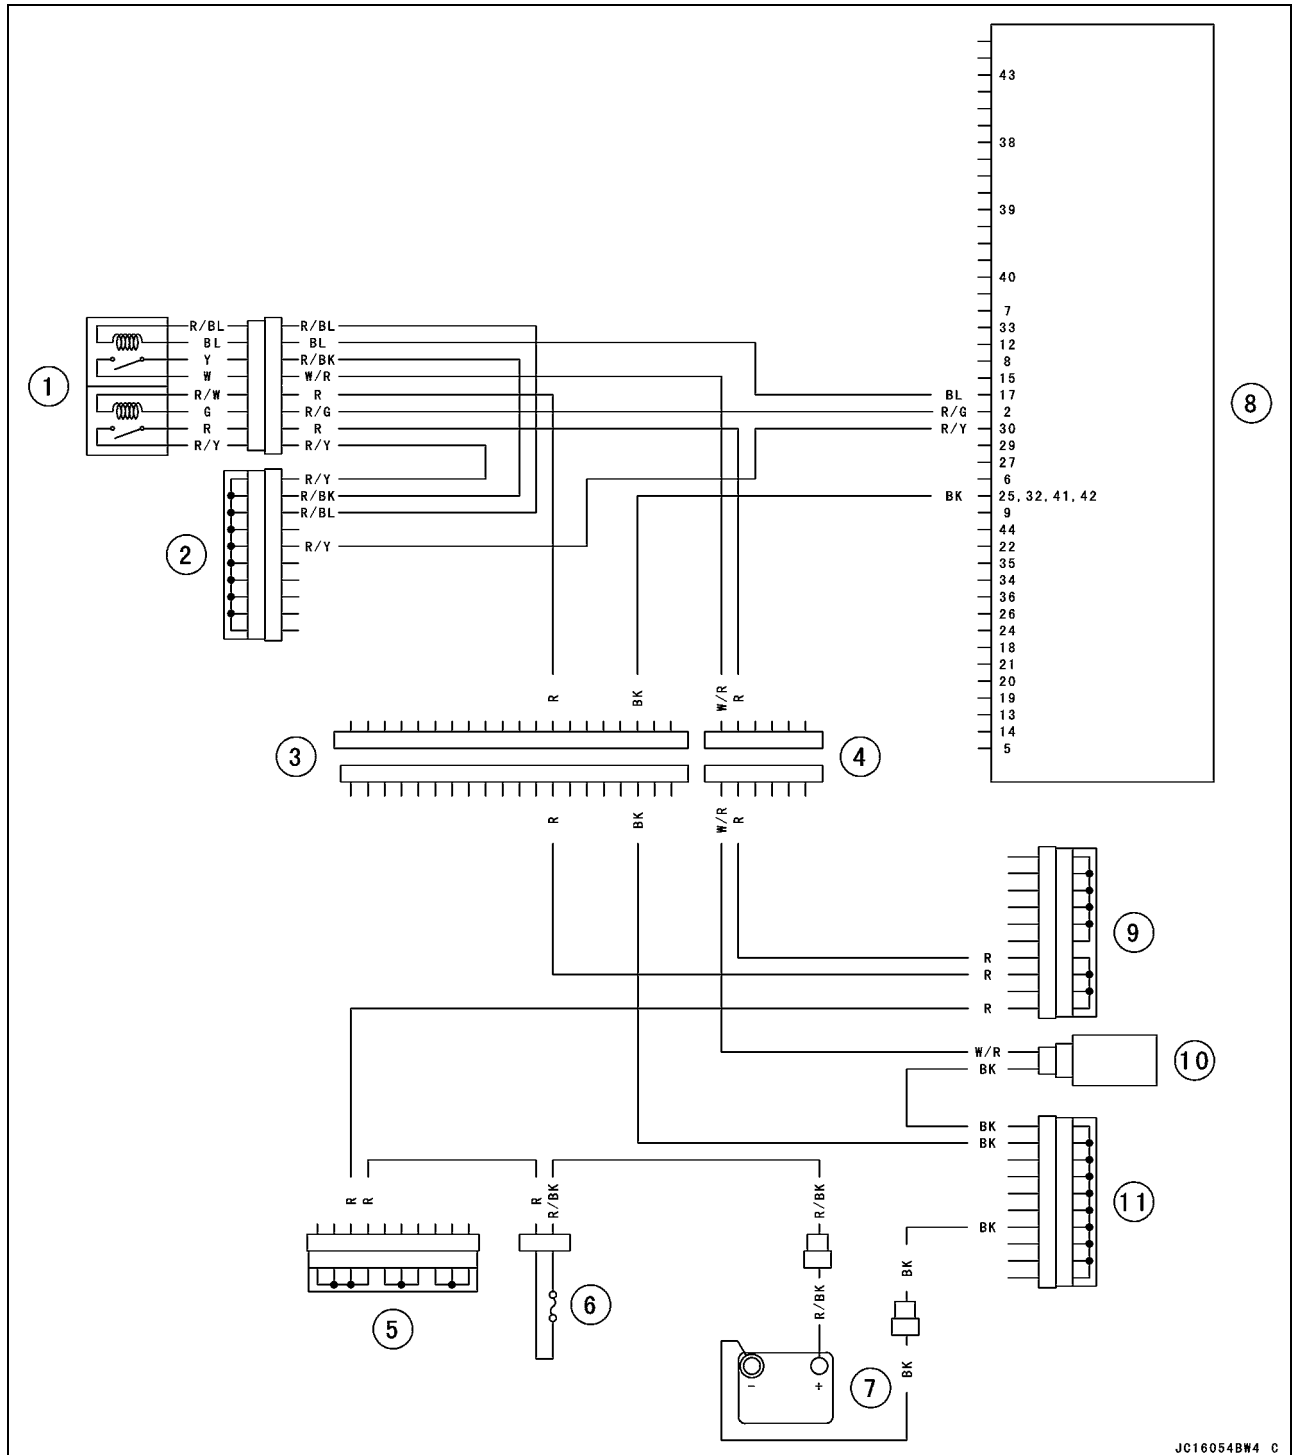 43
38
39
40
7
R/BL R/BL 33
BL BL 12
Y R/BK 8
1 W W/R 15
R/W R BL 17 8
G R/G R/G 2
R R R/Y 30
R/Y R/Y 29
27
R/Y 6
R/BK BK 25, 32, 41, 42
R/BL 9
44
2 R/Y 22
35
34
36
26
24
18
21
20
R BK W/R R 19
13
14
3 4 5
R BK W/R R
9
R
R
R
W/R 10
BK
BK
BK
R R R R/BK R/BK 11
BK
BK
R/BK
5 6
- + 7 BK
JC16054BW4 C